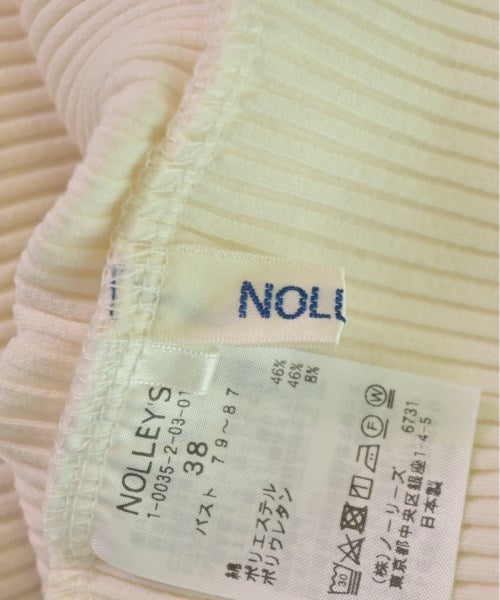 NOLL
NOLLEY'S
1-0035-2-03-01
38
バスト 79~87
綿 46%
ポリエステル 46%
ポリウレタン 8%
30 F W
(株)ノーリーズ 6731
東京都中央区銀座1-4-5
日本製